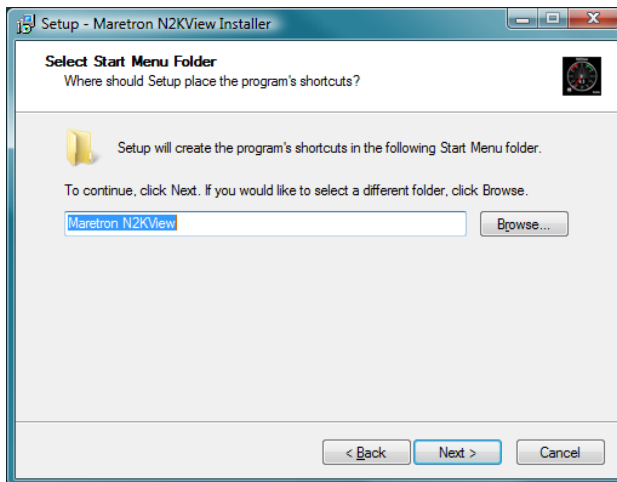 Setup - Maretron N2KView Installer
Select Start Menu Folder
Where should Setup place the program's shortcuts?
Setup will create the program's shortcuts in the following Start Menu folder.
To continue, click Next. If you would like to select a different folder, click Browse.
Maretron N2KView
Browse...
< Back
Next >
Cancel